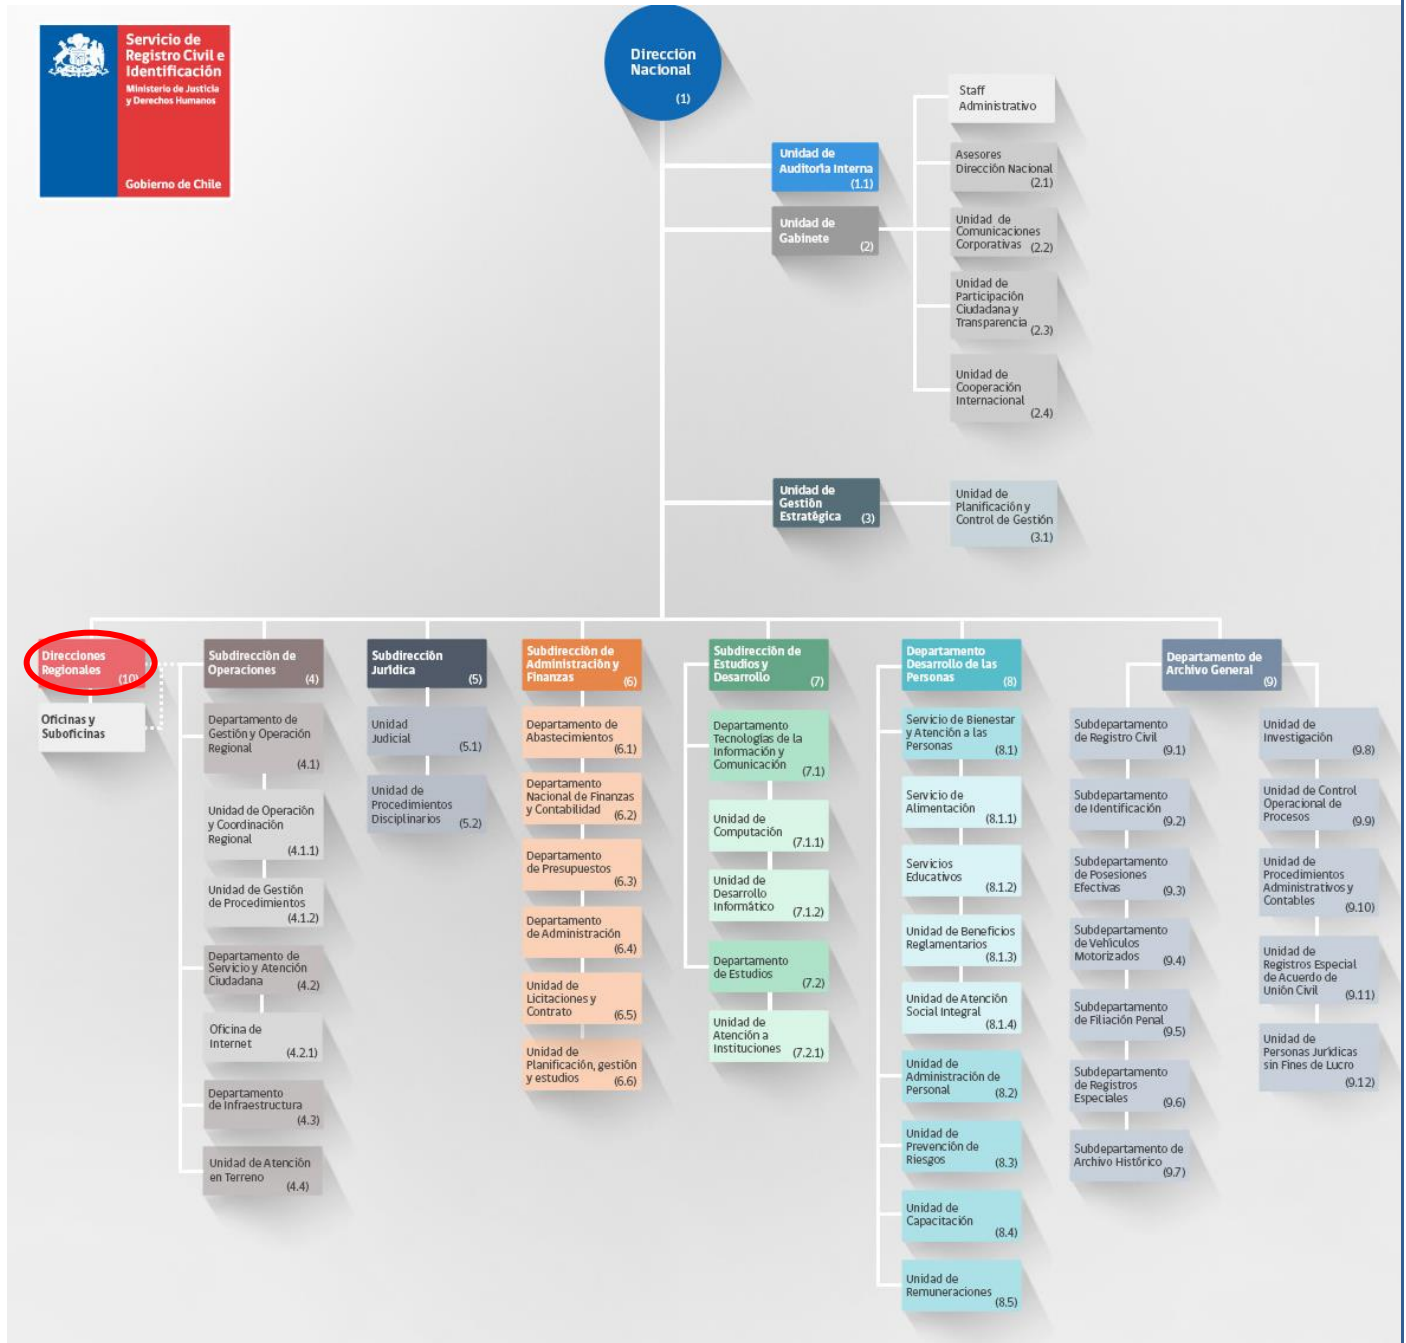 Servicio de
Registro Civil e
Identificación
Ministerio de Justicia
y Derechos Humanos
Gobierno de Chile
Dirección
Nacional
(1)
Unidad de
Auditoría Interna
(1.1)
Unidad de
Gabinete
(2)
Staff
Administrativo
Asesores
Dirección Nacional
(2.1)
Unidad de
Comunicaciones
Corporativas (2.2)
Unidad de
Participación
Ciudadana y
Transparencia (2.3)
Unidad de
Cooperación
Internacional
(2.4)
Unidad de
Gestión
Estratégica (3)
Unidad de
Planificación y
Control de Gestión
(3.1)
Direcciones
Regionales
(10)
Oficinas y
Suboficinas
Subdirección de
Operaciones (4)
Departamento de
Gestión y Operación
Regional
(4.1)
Unidad de Operación
y Coordinación
Regional
(4.1.1)
Unidad de Gestión
de Procedimientos
(4.1.2)
Departamento de
Servicio y Atención
Ciudadana (4.2)
Oficina de
Internet
(4.2.1)
Departamento
de Infraestructura
(4.3)
Unidad de Atención
en Terreno
(4.4)
Subdirección
Jurídica (5)
Unidad
Judicial
(5.1)
Unidad de
Procedimientos
Disciplinarios (5.2)
Subdirección de
Administración y
Finanzas (6)
Departamento de
Abastecimientos
(6.1)
Departamento
Nacional de Finanzas
y Contabilidad (6.2)
Departamento
de Presupuestos
(6.3)
Departamento
de Administración
(6.4)
Unidad de
Licitaciones y
Contrato (6.5)
Unidad de
Planificación, gestión
y estudios (6.6)
Subdirección de
Estudios y
Desarrollo (7)
Departamento
Tecnologías de la
Información y
Comunicación (7.1)
Unidad de
Computación
(7.1.1)
Unidad de
Desarrollo
Informático (7.1.2)
Departamento
de Estudios
(7.2)
Unidad de
Atención a
Instituciones (7.2.1)
Departamento
Desarrollo de las
Personas (8)
Servicio de Bienestar
y Atención a las
Personas (8.1)
Servicio de
Alimentación
(8.1.1)
Servicios
Educativos
(8.1.2)
Unidad de Beneficios
Reglamentarios
(8.1.3)
Unidad de Atención
Social Integral
(8.1.4)
Unidad de
Administración de
Personal (8.2)
Unidad de
Prevención de
Riesgos (8.3)
Unidad de
Capacitación
(8.4)
Unidad de
Remuneraciones
(8.5)
Departamento de
Archivo General
(9)
Subdepartamento
de Registro Civil
(9.1)
Subdepartamento
de Identificación
(9.2)
Subdepartamento
de Posesiones
Efectivas (9.3)
Subdepartamento
de Vehículos
Motorizados (9.4)
Subdepartamento
de Filiación Penal
(9.5)
Subdepartamento
de Registros
Especiales (9.6)
Subdepartamento de
Archivo Histórico
(9.7)
Unidad de
Investigación
(9.8)
Unidad de Control
Operacional de
Procesos (9.9)
Unidad de
Procedimientos
Administrativos y
Contables
(9.10)
Unidad de
Registros Especial
de Acuerdo de
Unión Civil (9.11)
Unidad de
Personas Jurídicas
sin Fines de Lucro
(9.12)